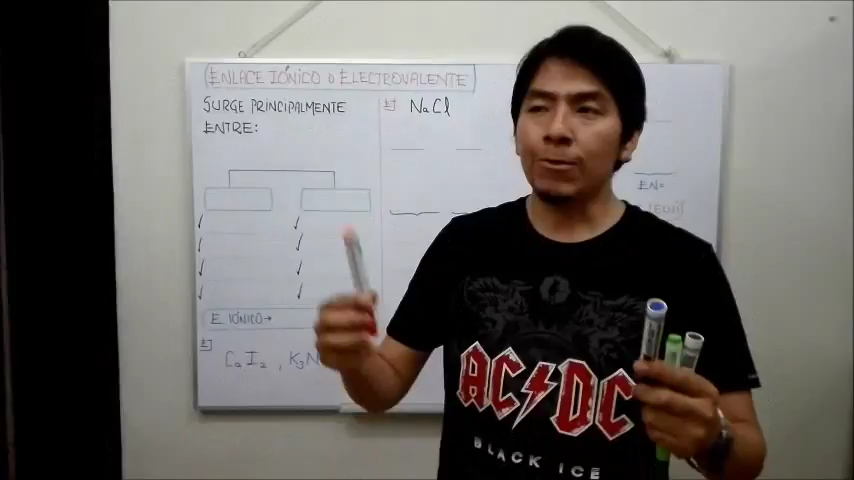 ENLACE IÓNICO O ELECTROVALENTE
SURGE PRINCIPALMENTE
ENTRE:
E. IÓNICO→
Ej
CaI₂ , K₃N
Ej NaCl
EN=
AC/DC
BLACK ICE